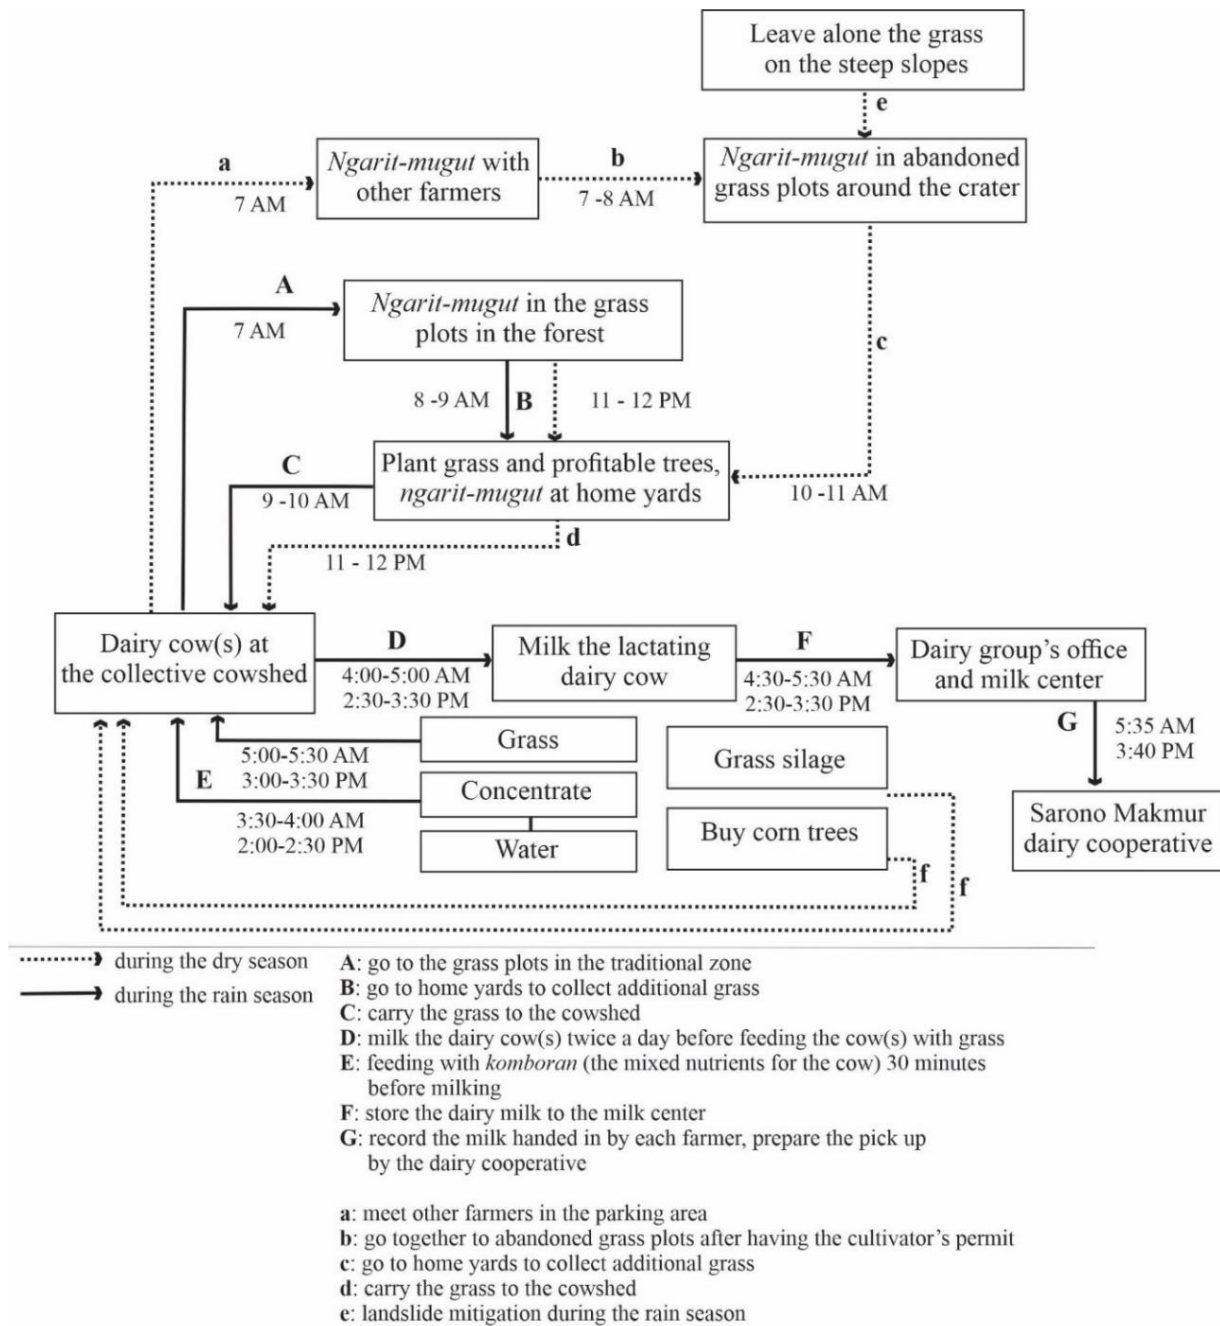 Leave alone the grass
on the steep slopes
e
a
7 AM
Ngarit-mugut with
other farmers
b
7 -8 AM
Ngarit-mugut in abandoned
grass plots around the crater
A
7 AM
Ngarit-mugut in the grass
plots in the forest
c
8 -9 AM
B
11 - 12 PM
C
9 -10 AM
Plant grass and profitable trees,
ngarit-mugut at home yards
10 -11 AM
d
11 - 12 PM
Dairy cow(s) at
the collective cowshed
D
4:00-5:00 AM
2:30-3:30 PM
Milk the lactating
dairy cow
F
4:30-5:30 AM
2:30-3:30 PM
Dairy group's office
and milk center
G
5:35 AM
3:40 PM
5:00-5:30 AM
3:00-3:30 PM
Grass
Grass silage
E
3:30-4:00 AM
2:00-2:30 PM
Concentrate
Water
Buy corn trees
Sarono Makmur
dairy cooperative
f
f
during the dry season
during the rain season
A: go to the grass plots in the traditional zone
B: go to home yards to collect additional grass
C: carry the grass to the cowshed
D: milk the dairy cow(s) twice a day before feeding the cow(s) with grass
E: feeding with komboran (the mixed nutrients for the cow) 30 minutes
before milking
F: store the dairy milk to the milk center
G: record the milk handed in by each farmer, prepare the pick up
by the dairy cooperative
a: meet other farmers in the parking area
b: go together to abandoned grass plots after having the cultivator's permit
c: go to home yards to collect additional grass
d: carry the grass to the cowshed
e: landslide mitigation during the rain season